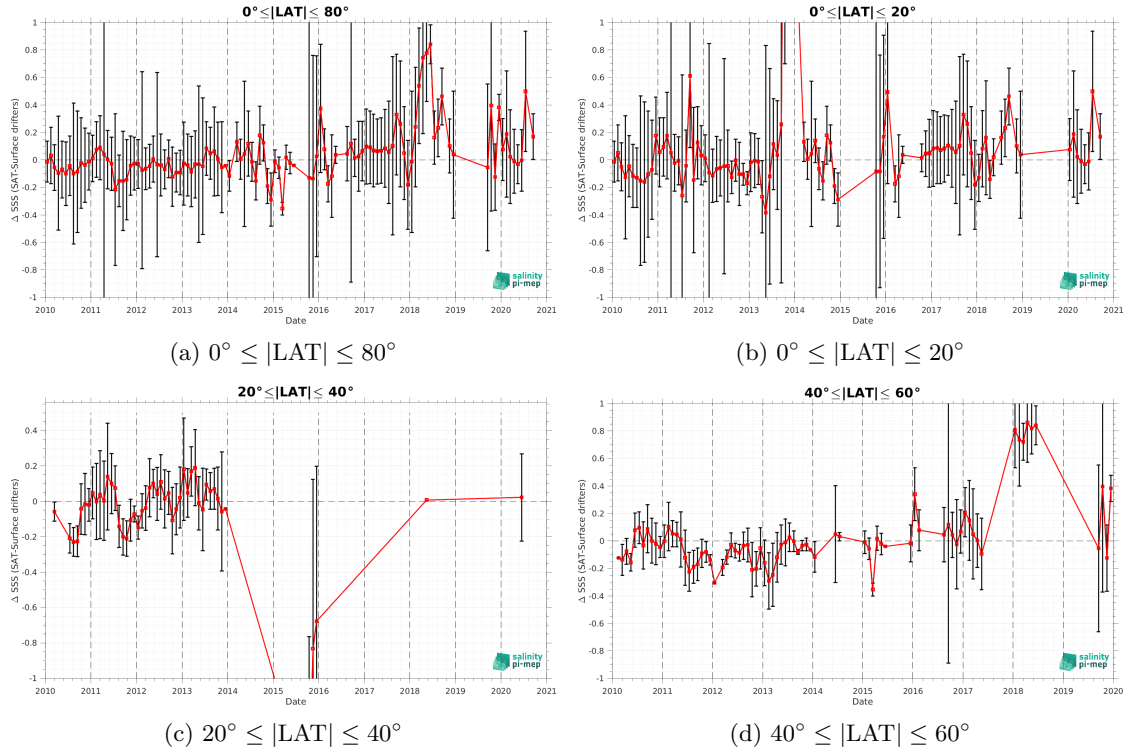 0°≤|LAT|≤ 80°
1
0.8
0.6
0.4
0.2
0
-0.2
-0.4
-0.6
-0.8
-1
Δ SSS (SAT-Surface drifters)
2010 2011 2012 2013 2014 2015 2016 2017 2018 2019 2020 2021
Date
salinity
pi-mep
(a) 0° ≤ |LAT| ≤ 80°
0°≤|LAT|≤ 20°
1
0.8
0.6
0.4
0.2
0
-0.2
-0.4
-0.6
-0.8
-1
Δ SSS (SAT-Surface drifters)
2010 2011 2012 2013 2014 2015 2016 2017 2018 2019 2020 2021
Date
salinity
pi-mep
(b) 0° ≤ |LAT| ≤ 20°
20°≤|LAT|≤ 40°
0.4
0.2
0
-0.2
-0.4
-0.6
-0.8
-1
Δ SSS (SAT-Surface drifters)
2010 2011 2012 2013 2014 2015 2016 2017 2018 2019 2020 2021
Date
salinity
pi-mep
(c) 20° ≤ |LAT| ≤ 40°
40°≤|LAT|≤ 60°
1
0.8
0.6
0.4
0.2
0
-0.2
-0.4
-0.6
-0.8
-1
Δ SSS (SAT-Surface drifters)
2010 2011 2012 2013 2014 2015 2016 2017 2018 2019 2020
Date
salinity
pi-mep
(d) 40° ≤ |LAT| ≤ 60°